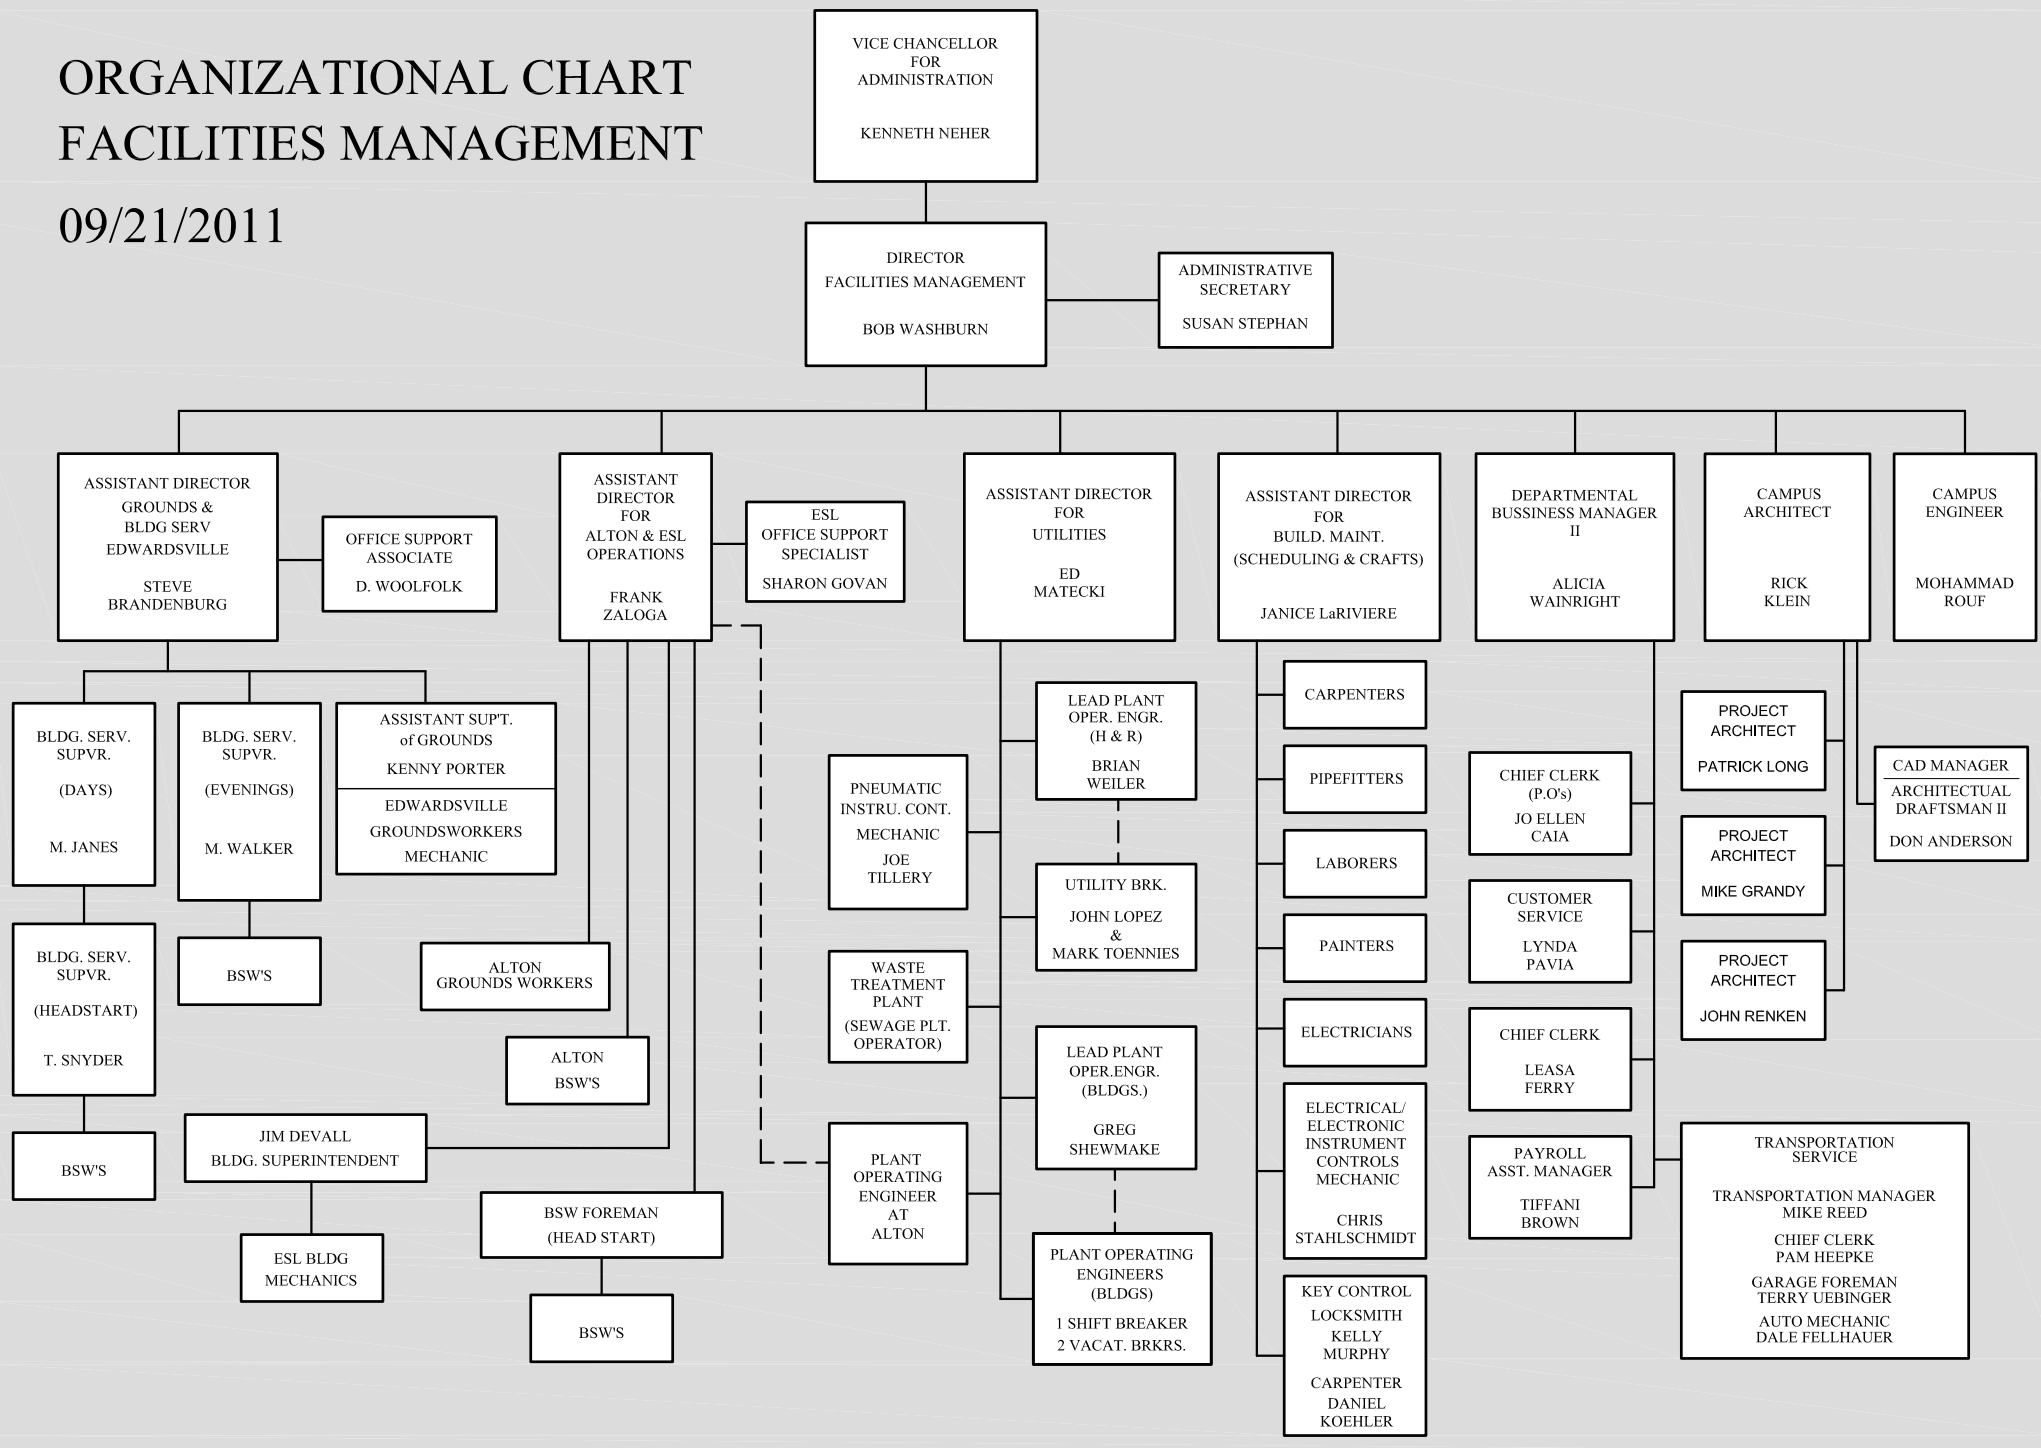 ORGANIZATIONAL CHART
FACILITIES MANAGEMENT
09/21/2011
VICE CHANCELLOR
FOR
ADMINISTRATION
KENNETH NEHER
DIRECTOR
FACILITIES MANAGEMENT
BOB WASHBURN
ADMINISTRATIVE
SECRETARY
SUSAN STEPHAN
ASSISTANT DIRECTOR
GROUNDS &
BLDG SERV
EDWARDSVILLE
STEVE
BRANDENBURG
OFFICE SUPPORT
ASSOCIATE
D. WOOLFOLK
ASSISTANT
DIRECTOR
FOR
ALTON & ESL
OPERATIONS
FRANK
ZALOGA
ESL
OFFICE SUPPORT
SPECIALIST
SHARON GOVAN
ASSISTANT DIRECTOR
FOR
UTILITIES
ED
MATECKI
ASSISTANT DIRECTOR
FOR
BUILD. MAINT.
(SCHEDULING & CRAFTS)
JANICE LaRIVIERE
DEPARTMENTAL
BUSSINESS MANAGER
II
ALICIA
WAINRIGHT
CAMPUS
ARCHITECT
RICK
KLEIN
CAMPUS
ENGINEER
MOHAMMAD
ROUF
BLDG. SERV.
SUPVR.
(DAYS)
M. JANES
BLDG. SERV.
SUPVR.
(EVENINGS)
M. WALKER
ASSISTANT SUP'T.
of GROUNDS
KENNY PORTER
EDWARDSVILLE
GROUNDSWORKERS
MECHANIC
BLDG. SERV.
SUPVR.
(HEADSTART)
T. SNYDER
BSW'S
BSW'S
ALTON
GROUNDS WORKERS
ALTON
BSW'S
JIM DEVALL
BLDG. SUPERINTENDENT
ESL BLDG
MECHANICS
BSW FOREMAN
(HEAD START)
BSW'S
PNEUMATIC
INSTRU. CONT.
MECHANIC
JOE
TILLERY
WASTE
TREATMENT
PLANT
(SEWAGE PLT.
OPERATOR)
PLANT
OPERATING
ENGINEER
AT
ALTON
LEAD PLANT
OPER. ENGR.
(H & R)
BRIAN
WEILER
UTILITY BRK.
JOHN LOPEZ
&
MARK TOENNIES
LEAD PLANT
OPER.ENGR.
(BLDGS.)
GREG
SHEWMAKE
PLANT OPERATING
ENGINEERS
(BLDGS)
1 SHIFT BREAKER
2 VACAT. BRKRS.
CARPENTERS
PIPEFITTERS
LABORERS
PAINTERS
ELECTRICIANS
ELECTRICAL/
ELECTRONIC
INSTRUMENT
CONTROLS
MECHANIC
CHRIS
STAHLSCHMIDT
KEY CONTROL
LOCKSMITH
KELLY
MURPHY
CARPENTER
DANIEL
KOEHLER
CHIEF CLERK
(P.O's)
JO ELLEN
CAIA
CUSTOMER
SERVICE
LYNDA
PAVIA
CHIEF CLERK
LEASA
FERRY
PAYROLL
ASST. MANAGER
TIFFANI
BROWN
PROJECT
ARCHITECT
PATRICK LONG
PROJECT
ARCHITECT
MIKE GRANDY
PROJECT
ARCHITECT
JOHN RENKEN
CAD MANAGER
ARCHITECTUAL
DRAFTSMAN II
DON ANDERSON
TRANSPORTATION
SERVICE
TRANSPORTATION MANAGER
MIKE REED
CHIEF CLERK
PAM HEEPKE
GARAGE FOREMAN
TERRY UEBINGER
AUTO MECHANIC
DALE FELLHAUER